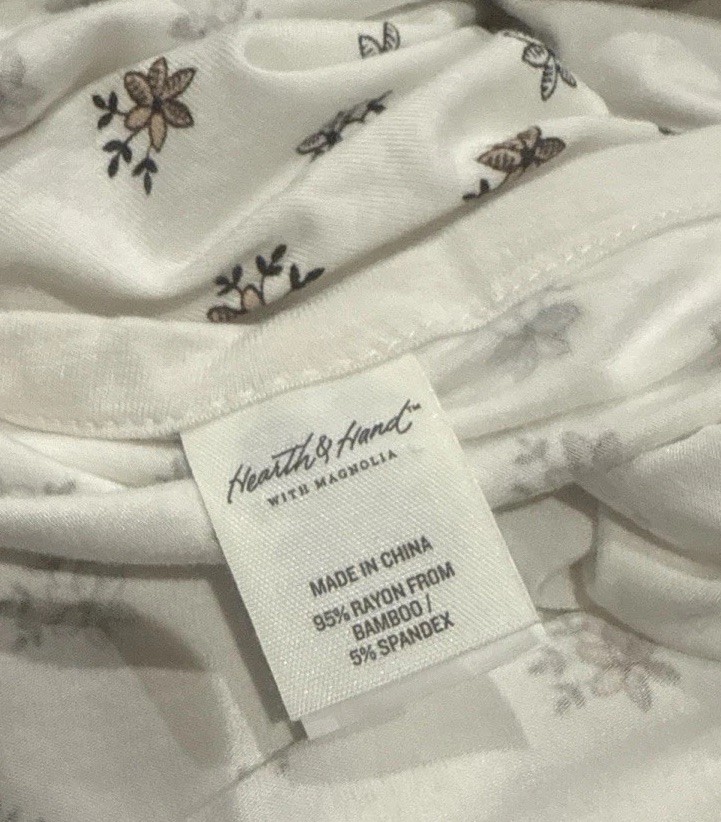 Hearth & Hand™
WITH MAGNOLIA
MADE IN CHINA
95% RAYON FROM
BAMBOO /
5% SPANDEX